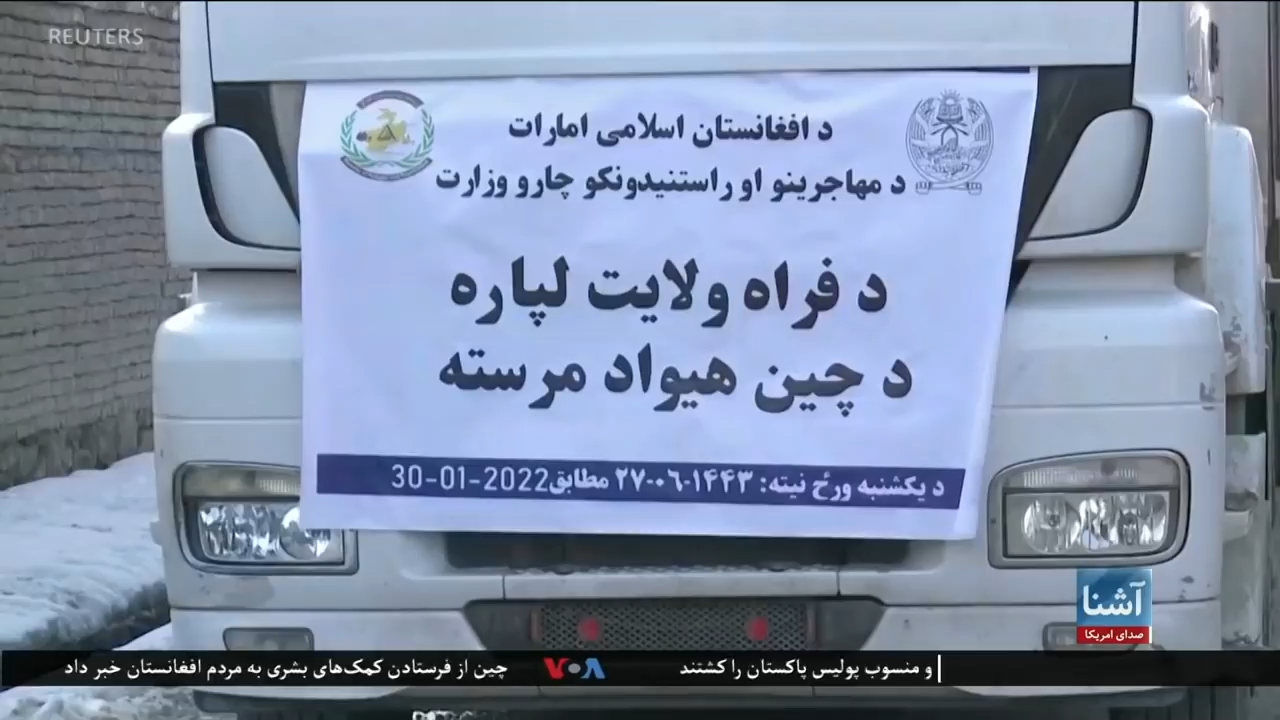 REUTERS
د افغانستان اسلامی امارات
د مهاجرینو او راستنیدونکو چارو وزارت
د فراه ولایت لپاره
د چین هیواد مرسته
د یکشنبه ورځ نیته: ۱۴۴۳-۰۶-۲۷ مطابق 30-01-2022
آشنا
صدای امریکا
و منسوب پولیس پاکستان را کشتند
VOA
چین از فرستادن کمک‌های بشری به مردم افغانستان خبر داد